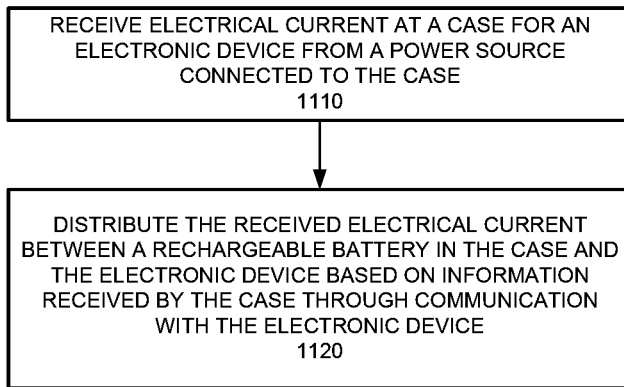 RECEIVE ELECTRICAL CURRENT AT A CASE FOR AN
ELECTRONIC DEVICE FROM A POWER SOURCE
CONNECTED TO THE CASE
1110
DISTRIBUTE THE RECEIVED ELECTRICAL CURRENT
BETWEEN A RECHARGEABLE BATTERY IN THE CASE AND
THE ELECTRONIC DEVICE BASED ON INFORMATION
RECEIVED BY THE CASE THROUGH COMMUNICATION
WITH THE ELECTRONIC DEVICE
1120